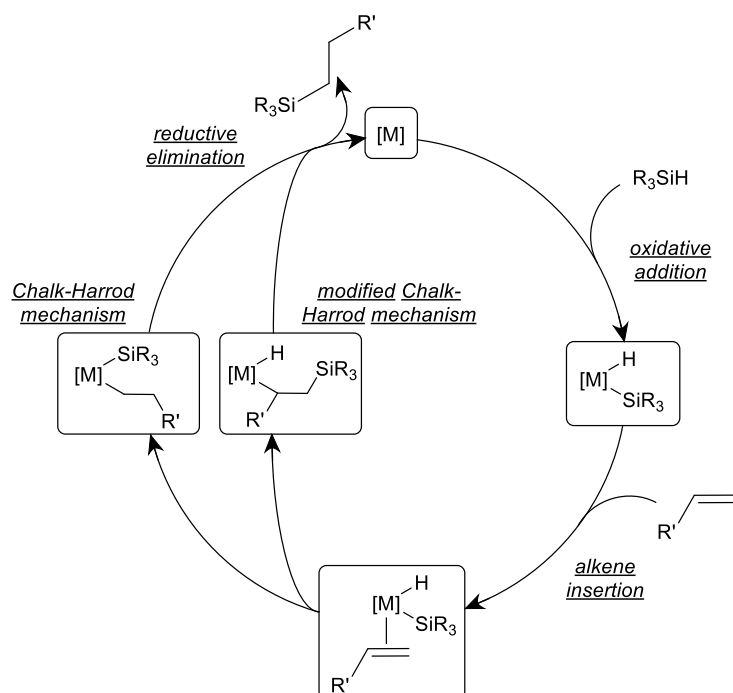 R'
R₃Si
reductive
elimination
[M]
R₃SiH
oxidative
addition
Chalk-Harrod
mechanism
modified Chalk-
Harrod mechanism
SiR₃
[M]
R'
H
[M]
SiR₃
R'
H
[M]
SiR₃
R'
alkene
insertion
H
[M]
SiR₃
R'